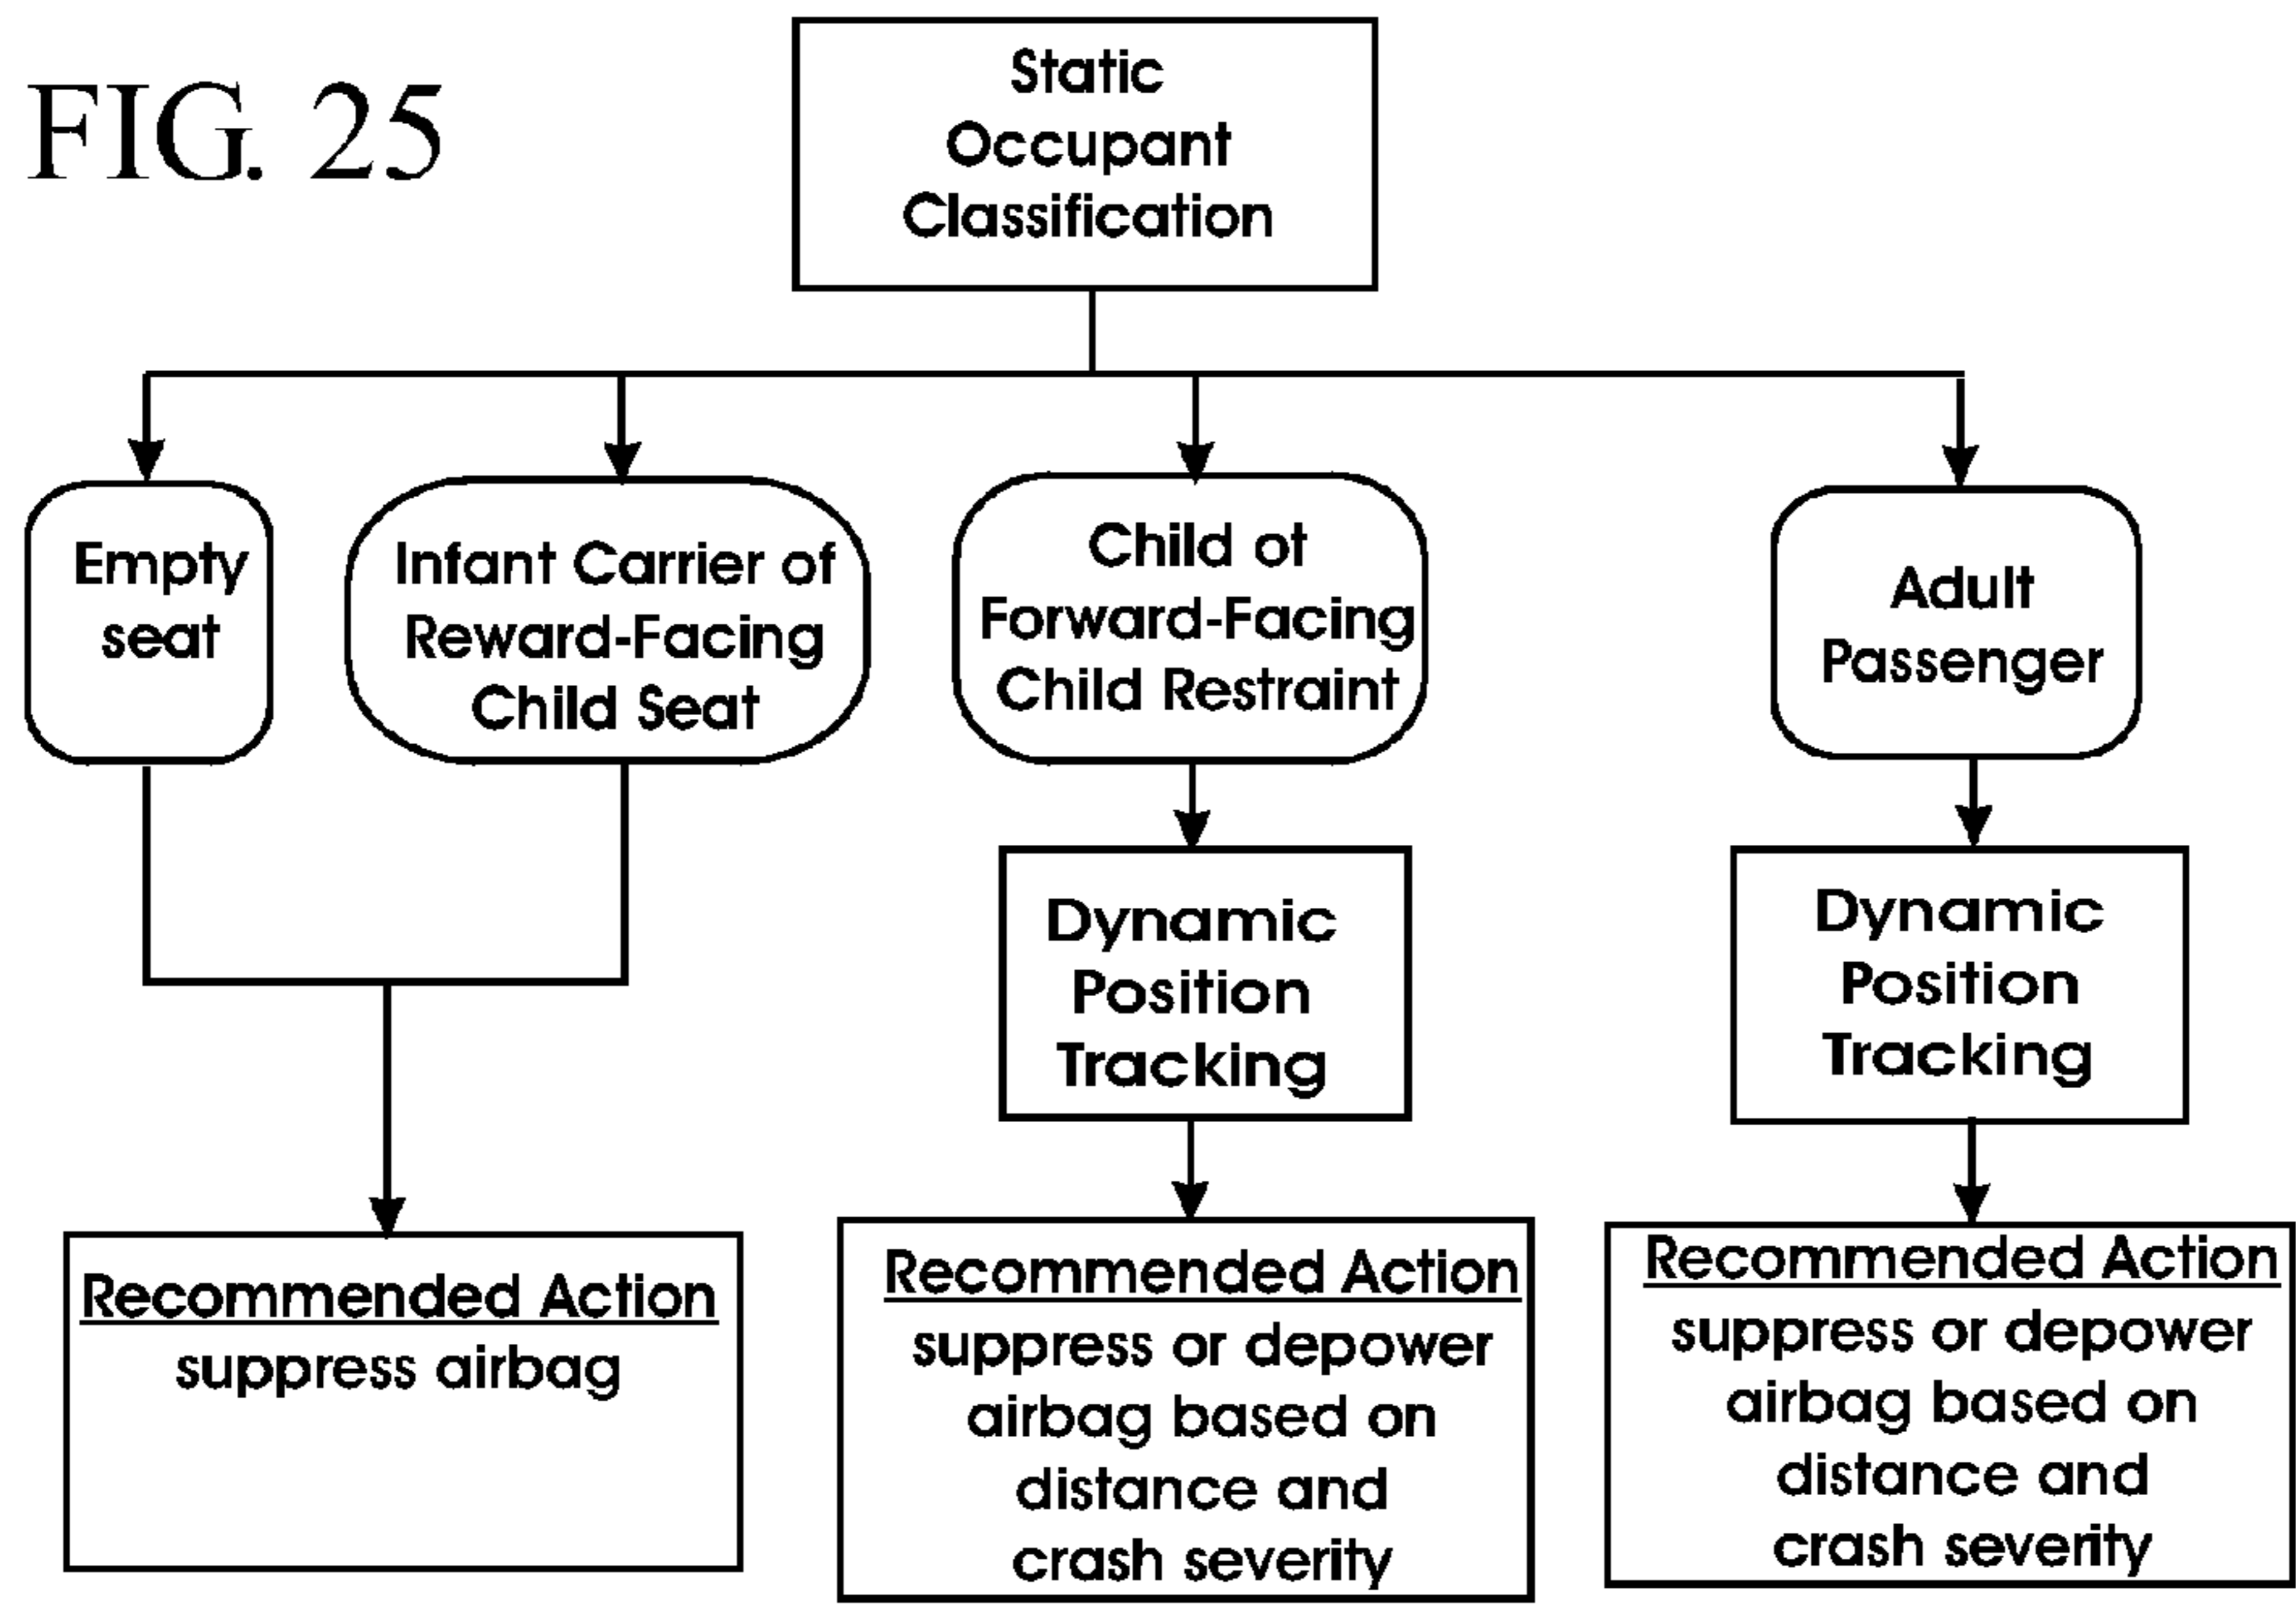 FIG. 25
Static
Occupant
Classification
Empty
seat
Infant Carrier of
Reward-Facing
Child Seat
Child of
Forward-Facing
Child Restraint
Adult
Passenger
Dynamic
Position
Tracking
Dynamic
Position
Tracking
Recommended Action
suppress airbag
Recommended Action
suppress or depower
airbag based on
distance and
crash severity
Recommended Action
suppress or depower
airbag based on
distance and
crash severity